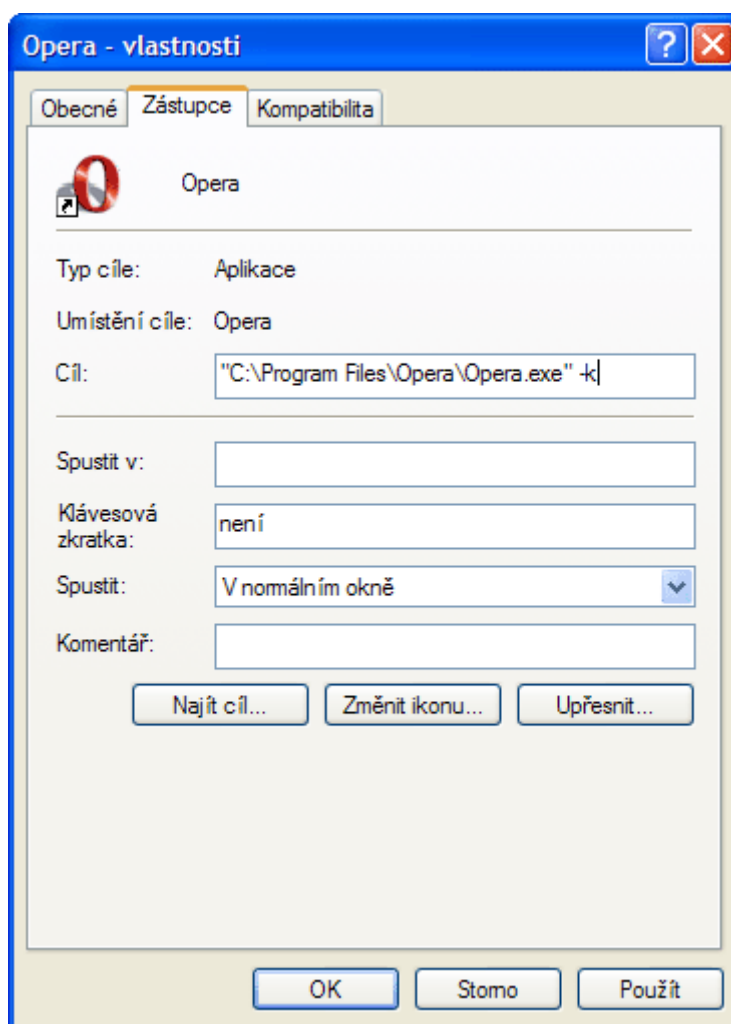 Opera - vlastnosti
Obecné Zástupce Kompatibilita
Opera
Typ cíle: Aplikace
Umístění cíle: Opera
Cíl: "C:\Program Files\Opera\Opera.exe" -k
Spustit v:
Klávesová
zkratka: není
Spustit: V normálním okně
Komentář:
Najít cíl... Změnit ikonu... Upřesnit...
OK Storno Použít